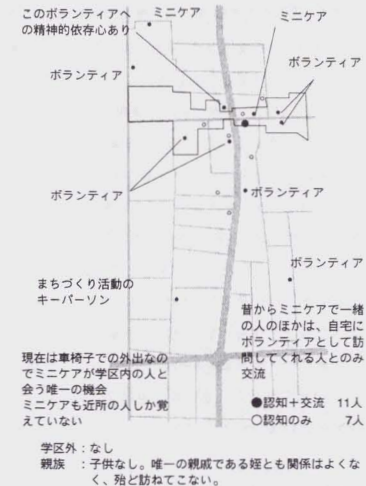 このボランティアへ
の精神的依存心あり
ミニケア
ミニケア
ボランティア
ボランティア
ボランティア
ボランティア
ボランティア
まちづくり活動の
キーパーソン
昔からミニケアで一緒
の人のほかは、自宅に
ボランティアとして訪
問してくれる人とのみ
交流
現在は車椅子での外出なの
でミニケアが学区内の人と
会う唯一の機会
ミニケアも近所の人しか覚
えていない
●認知+交流 11人
○認知のみ 7人
学区外:なし
親族 :子供なし。唯一の親戚である姪とも関係はよくな
く、殆ど訪ねてこない。